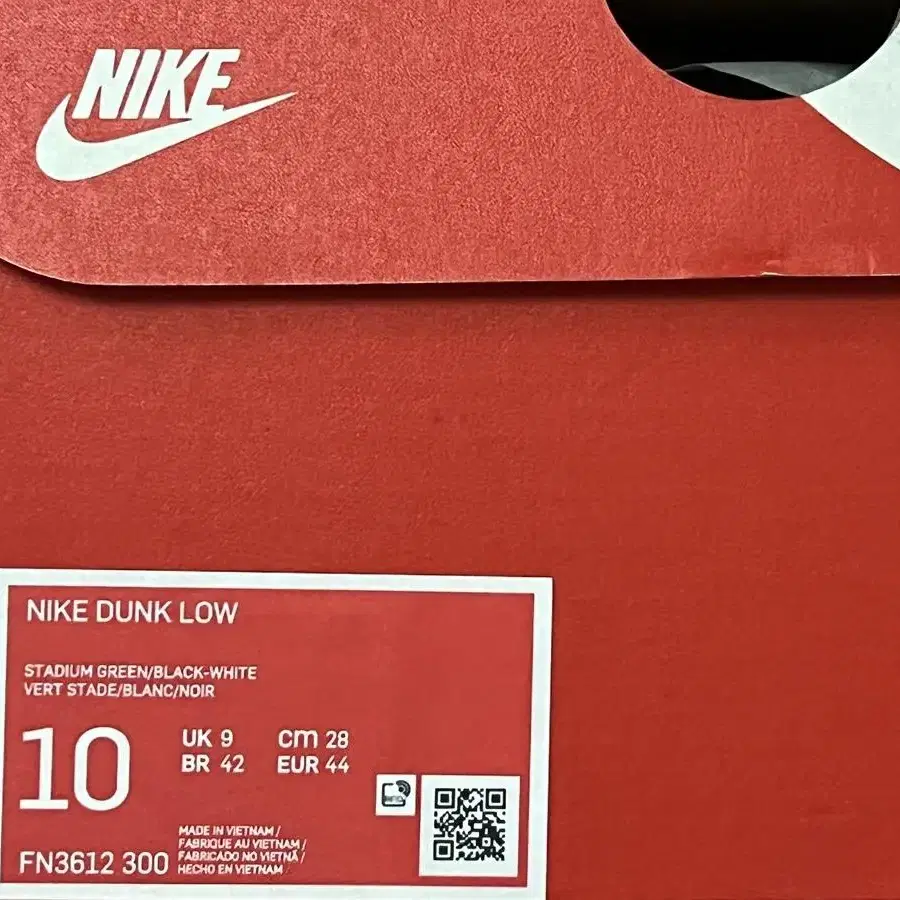 NIKE
NIKE DUNK LOW
STADIUM GREEN/BLACK-WHITE
VERT STADE/BLANC/NOIR
10
UK 9 cm 28
BR 42 EUR 44
MADE IN VIETNAM /
FABRIQUE AU VIETNAM /
FABRICADO NO VIETNÃ /
HECHO EN VIETNAM
FN3612 300